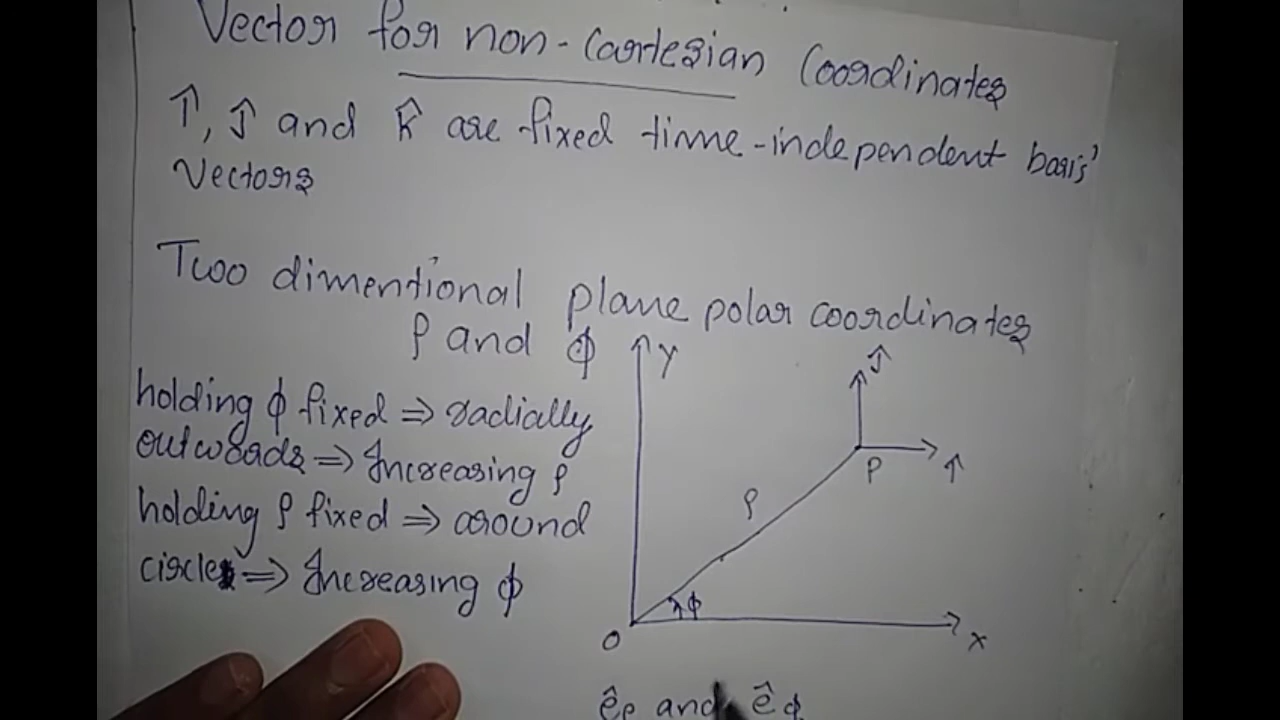 Vector for non-Cartesian Coordinates
î, ĵ and k̂ are fixed time-independent basis
Vectors
Two dimentional plane polar coordinates
ρ and ϕ
holding ϕ fixed ⇒ radially
outwards ⇒ Increasing ρ
holding ρ fixed ⇒ around
circle ⇒ Increasing ϕ
Y
ĵ
P
î
ρ
ϕ
O
X
êρ and êϕ